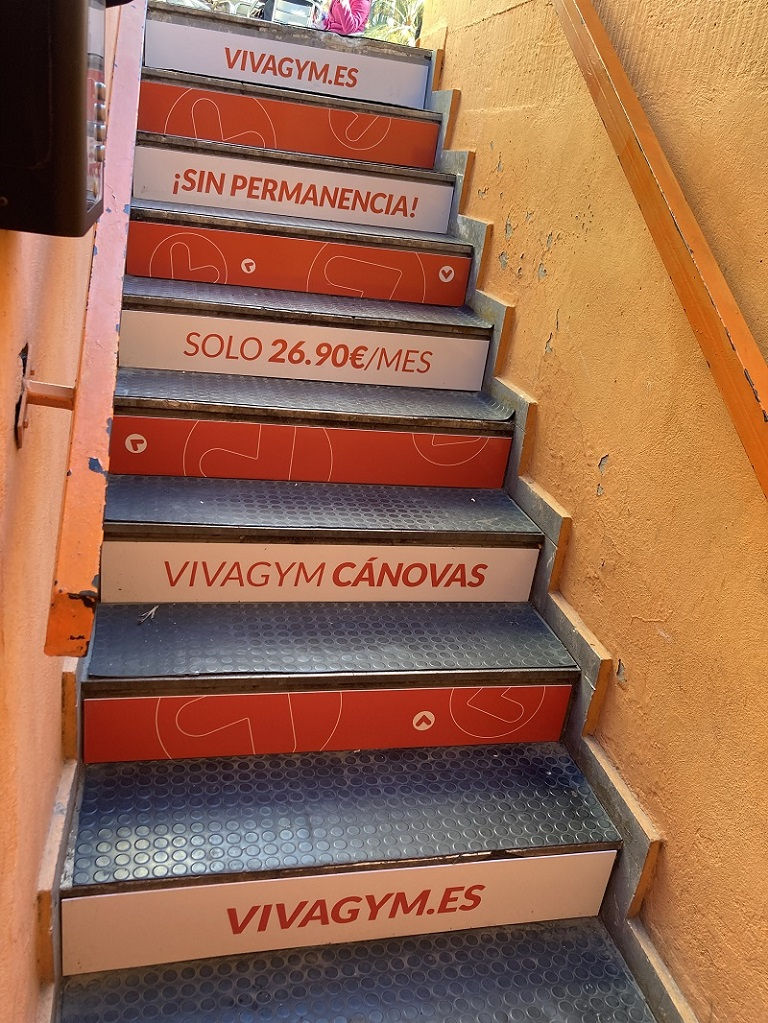 VIVAGYM.ES
¡SIN PERMANENCIA!
SOLO 26.90€/MES
VIVAGYM CÁNOVAS
VIVAGYM.ES